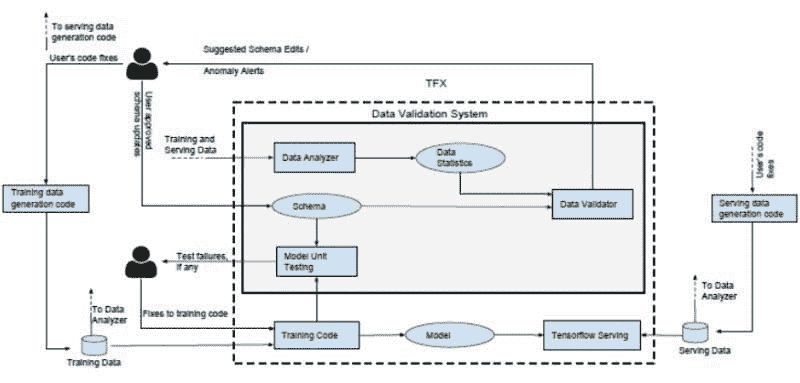 To serving data
generation code
User's code fixes
Suggested Schema Edits /
Anomaly Alerts
TFX
Data Validation System
User approved
schema updates
Training and
Serving Data
Data Analyzer
Data
Statistics
User's code
fixes
Training data
generation code
Schema
Data Validator
Serving data
generation code
Test failures,
if any
Model Unit
Testing
To Data
Analyzer
Fixes to training code
To Data
Analyzer
Training Code
Model
Tensorflow Serving
Training Data
Serving Data